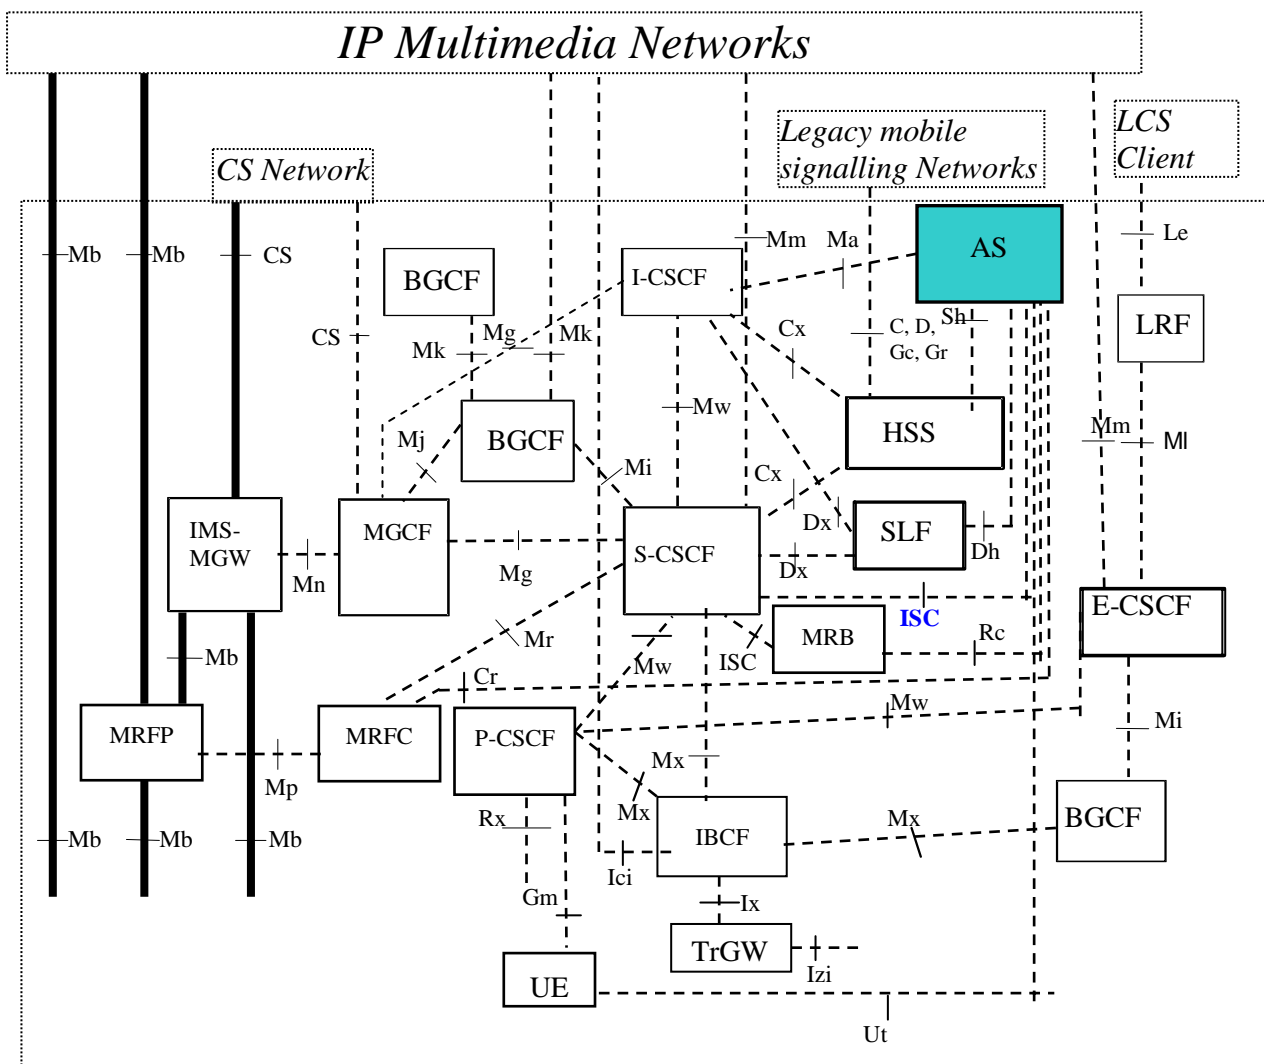 IP Multimedia Networks
Legacy mobile
signalling Networks
LCS
Client
CS Network
Mb
Mb
CS
BGCF
I-CSCF
Mm
Ma
AS
Le
CS
Mk
Mg
Mk
Cx
C, D,
Gc, Gr
Sh
LRF
Mw
Mj
BGCF
Mi
HSS
Mm
Ml
Cx
IMS-
MGW
MGCF
S-CSCF
Dx
SLF
Mn
Mg
Dx
Dh
ISC
E-CSCF
Mr
Mw
ISC
MRB
Rc
Mb
Cr
Mw
MRFP
MRFC
P-CSCF
Mi
Mp
Mx
Mx
Rx
BGCF
Mx
IBCF
Mb
Mb
Mb
Ici
Gm
Ix
TrGW
Izi
UE
Ut